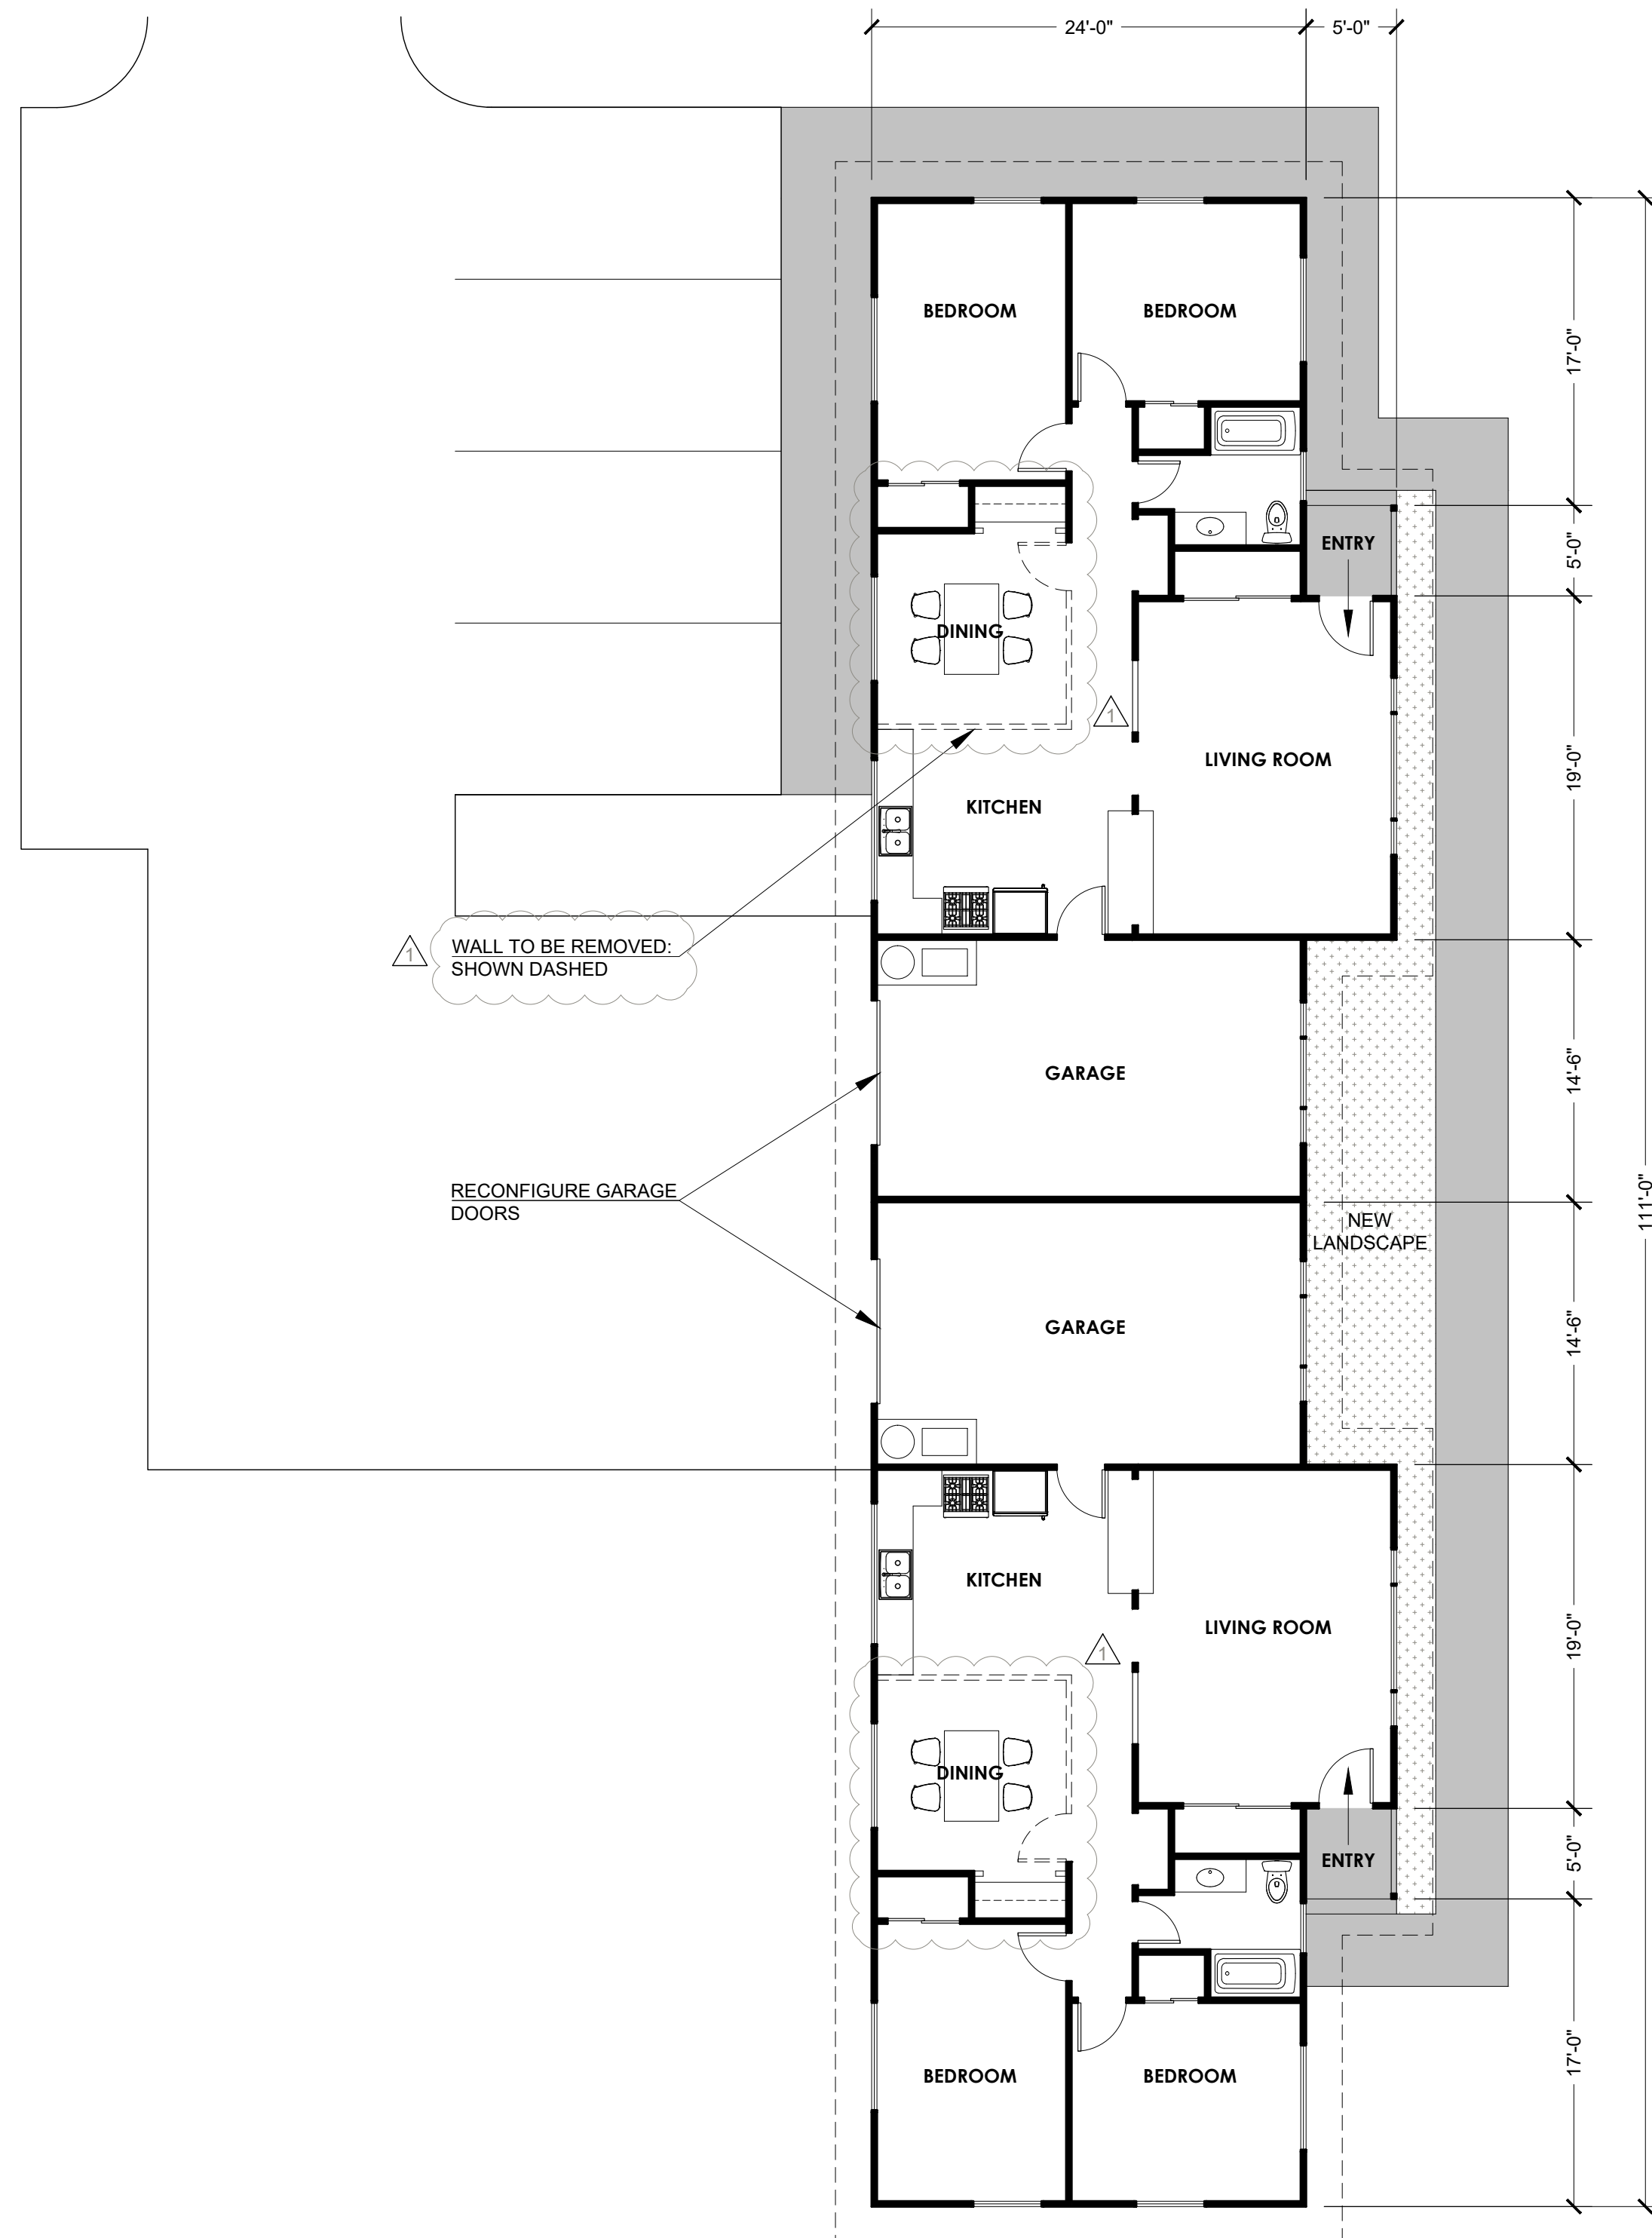 24'-0"
5'-0"
BEDROOM
BEDROOM
17'-0"
ENTRY
5'-0"
DINING
1
LIVING ROOM
19'-0"
KITCHEN
1
WALL TO BE REMOVED:
SHOWN DASHED
GARAGE
14'-6"
RECONFIGURE GARAGE
DOORS
111'-0"
NEW
LANDSCAPE
GARAGE
14'-6"
KITCHEN
LIVING ROOM
19'-0"
1
DINING
ENTRY
5'-0"
BEDROOM
BEDROOM
17'-0"